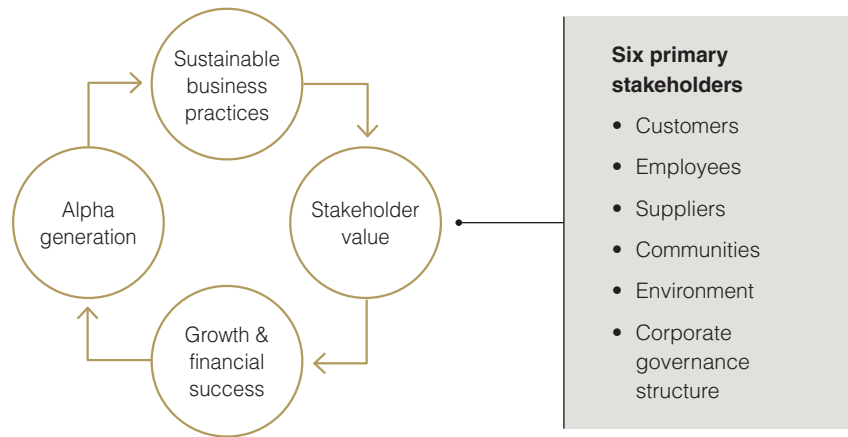 Sustainable
business
practices
Alpha
generation
Stakeholder
value
Growth &
financial
success
Six primary
stakeholders
• Customers
• Employees
• Suppliers
• Communities
• Environment
• Corporate
governance
structure